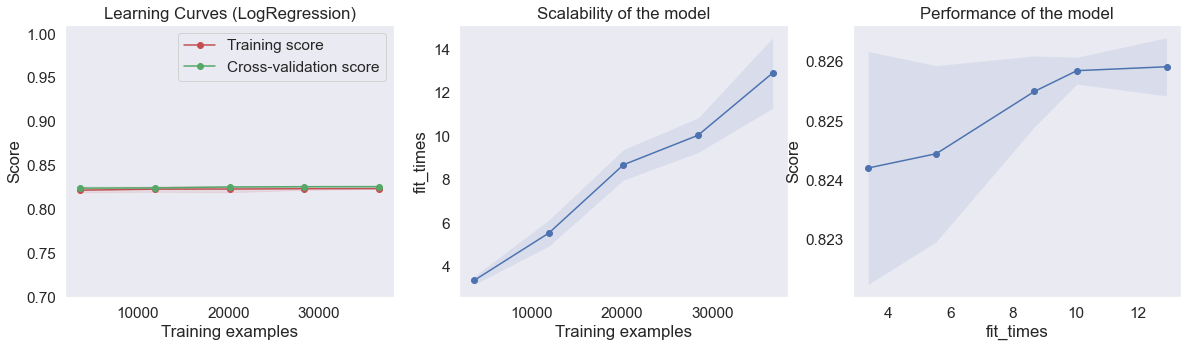 Learning Curves (LogRegression)
1.00
0.95
0.90
0.85
0.80
0.75
0.70
Score
Training score
Cross-validation score
10000 20000 30000
Training examples
Scalability of the model
14
12
10
8
6
4
fit_times
10000 20000 30000
Training examples
Performance of the model
0.826
0.825
0.824
0.823
Score
4 6 8 10 12
fit_times